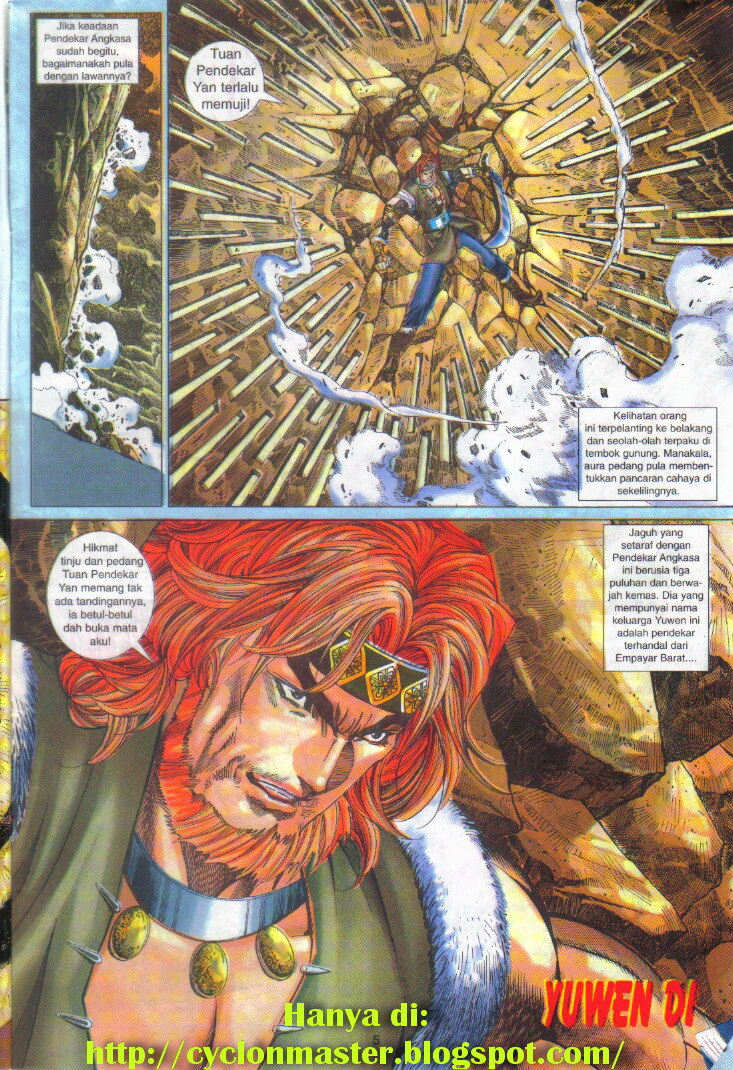 Jika keadaan
Pendekar Angkasa
sudah begitu,
bagaimanakah pula
dengan lawannya?
Tuan
Pendekar
Yan terlalu
memuji!
Kelihatan orang
ini terpelanting ke belakang
dan seolah-olah terpaku di
tembok gunung. Manakala,
aura pedang pula memben-
tukkan pancaran cahaya di
sekelilingnya.
Hikmat
tinju dan pedang
Tuan Pendekar
Yan memang tak
ada tandingannya,
ia betul-betul
dah buka mata
aku!
Jaguh yang
setaraf dengan
Pendekar Angkasa
ini berusia tiga
puluhan dan berwa-
jah kemas. Dia yang
mempunyai nama
keluarga Yuwen ini
adalah pendekar
terhandal dari
Empayar Barat....
YUWEN DI
Hanya di:
5
http://cyclonmaster.blogspot.com/